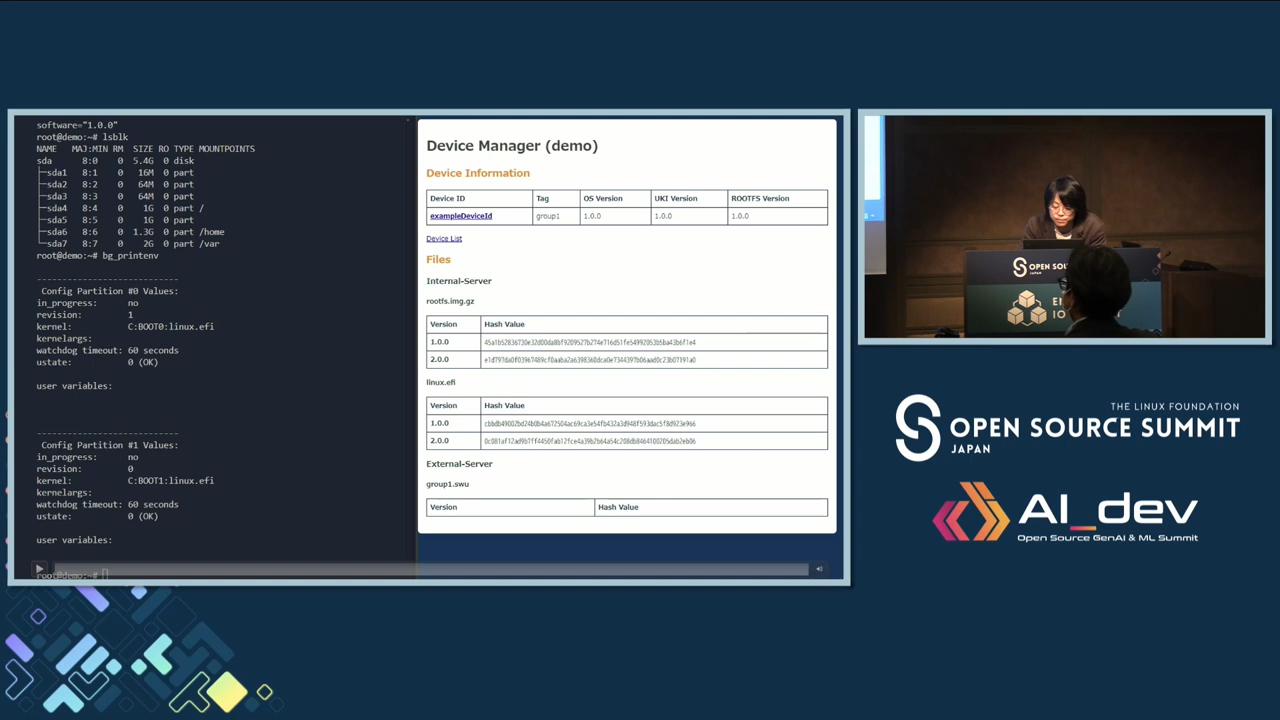 software="1.0.0"
root@demo:~# lsblk
NAME MAJ:MIN RM SIZE RO TYPE MOUNTPOINTS
sda 8:0 0 5.4G 0 disk
├─sda1 8:1 0 16M 0 part
├─sda2 8:2 0 64M 0 part
├─sda3 8:3 0 64M 0 part
├─sda4 8:4 0 1G 0 part /
├─sda5 8:5 0 1G 0 part
├─sda6 8:6 0 1.3G 0 part /home
└─sda7 8:7 0 2G 0 part /var
root@demo:~# bg_printenv
----------------------------
Config Partition #0 Values:
in_progress: no
revision: 1
kernel: C:BOOT0:linux.efi
kernelargs:
watchdog timeout: 60 seconds
ustate: 0 (OK)
user variables:
----------------------------
Config Partition #1 Values:
in_progress: no
revision: 0
kernel: C:BOOT1:linux.efi
kernelargs:
watchdog timeout: 60 seconds
ustate: 0 (OK)
user variables:
root@demo:~#
Device Manager (demo)
Device Information
Device ID Tag OS Version UKI Version ROOTFS Version
exampleDeviceId group1 1.0.0 1.0.0 1.0.0
Device List
Files
Internal-Server
rootfs.img.gz
Version Hash Value
1.0.0
2.0.0
linux.efi
Version Hash Value
1.0.0
2.0.0
External-Server
group1.swu
Version Hash Value
OPEN SOU
JAPAN
THE LINUX FOUNDATION
OPEN SOURCE SUMMIT
JAPAN
AI_dev
Open Source GenAI & ML Summit